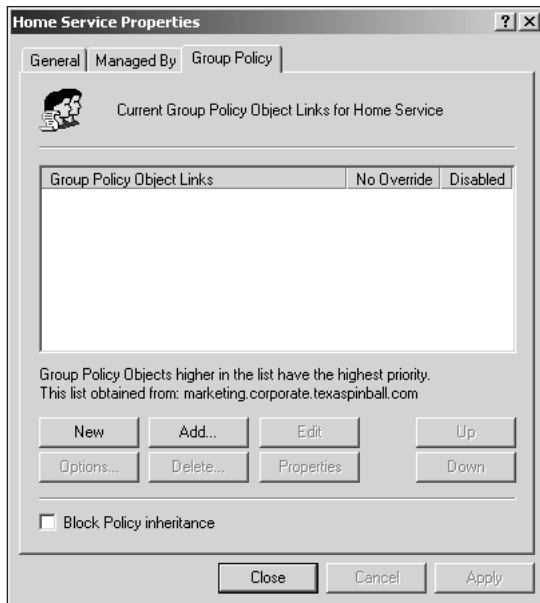 Home Service Properties
General
Managed By
Group Policy
Current Group Policy Object Links for Home Service
Group Policy Object Links
No Override
Disabled
Group Policy Objects higher in the list have the highest priority.
This list obtained from: marketing.corporate.texaspinball.com
New
Add...
Edit
Up
Options...
Delete...
Properties
Down
Block Policy inheritance
Close
Cancel
Apply